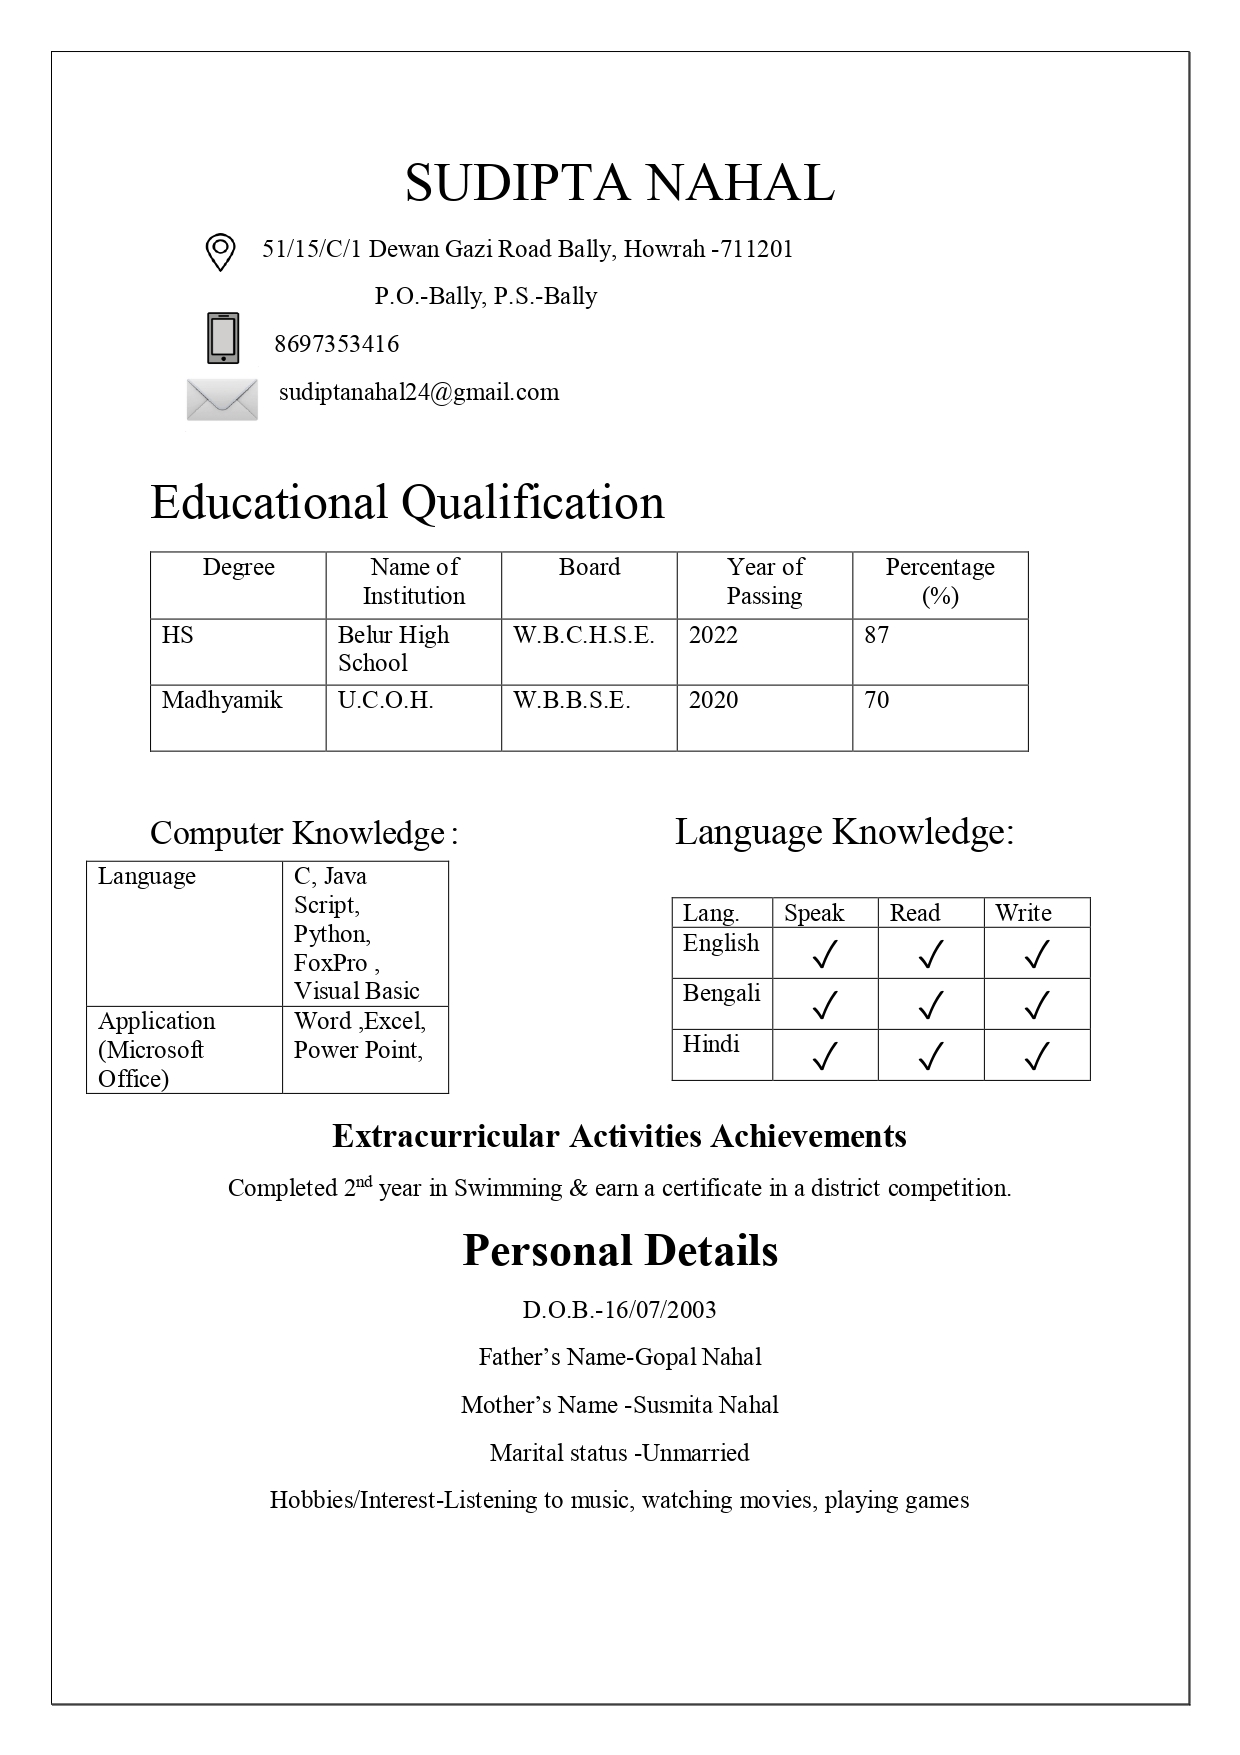 SUDIPTA NAHAL
51/15/C/1 Dewan Gazi Road Bally, Howrah -711201
P.O.-Bally, P.S.-Bally
8697353416
sudiptanahal24@gmail.com
Educational Qualification
Degree Name of Institution Board Year of Passing Percentage (%)
HS Belur High School W.B.C.H.S.E. 2022 87
Madhyamik U.C.O.H. W.B.B.S.E. 2020 70
Computer Knowledge :
Language C, Java
Script,
Python,
FoxPro ,
Visual Basic
Application (Microsoft Office) Word ,Excel,
Power Point,
Language Knowledge:
Lang. Speak Read Write
English ✓ ✓ ✓
Bengali ✓ ✓ ✓
Hindi ✓ ✓ ✓
Extracurricular Activities Achievements
Completed 2nd year in Swimming & earn a certificate in a district competition.
Personal Details
D.O.B.-16/07/2003
Father’s Name-Gopal Nahal
Mother’s Name -Susmita Nahal
Marital status -Unmarried
Hobbies/Interest-Listening to music, watching movies, playing games